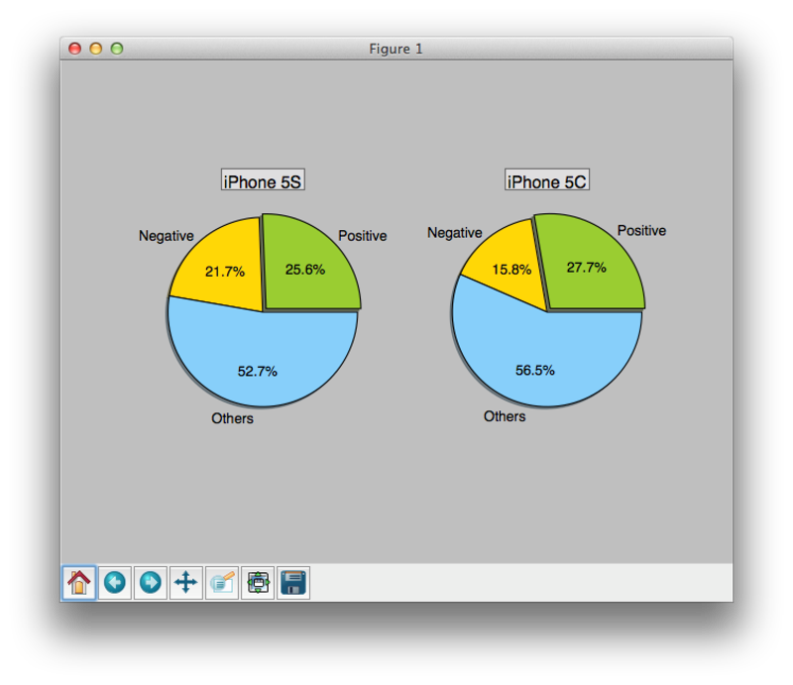 Figure 1
iPhone 5S
Negative
Positive
21.7%
25.6%
52.7%
Others
iPhone 5C
Negative
Positive
15.8%
27.7%
56.5%
Others